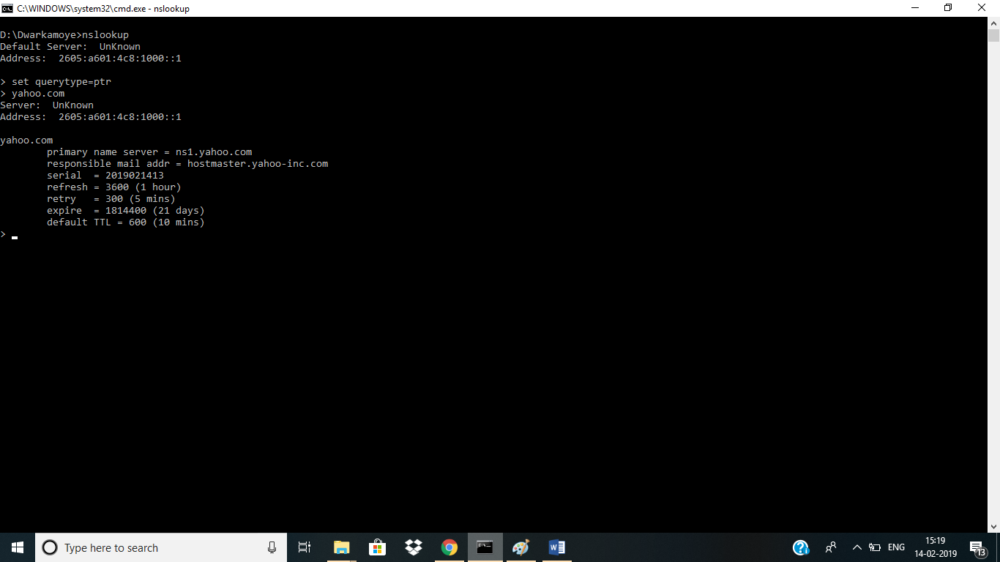 C:\WINDOWS\system32\cmd.exe - nslookup
D:\Dwarkamoye>nslookup
Default Server:  UnKnown
Address:  2605:a601:4c8:1000::1
> set querytype=ptr
> yahoo.com
Server:  UnKnown
Address:  2605:a601:4c8:1000::1
yahoo.com
        primary name server = ns1.yahoo.com
        responsible mail addr = hostmaster.yahoo-inc.com
        serial  = 2019021413
        refresh = 3600 (1 hour)
        retry   = 300 (5 mins)
        expire  = 1814400 (21 days)
        default TTL = 600 (10 mins)
>
Type here to search
ENG
15:19
14-02-2019
13